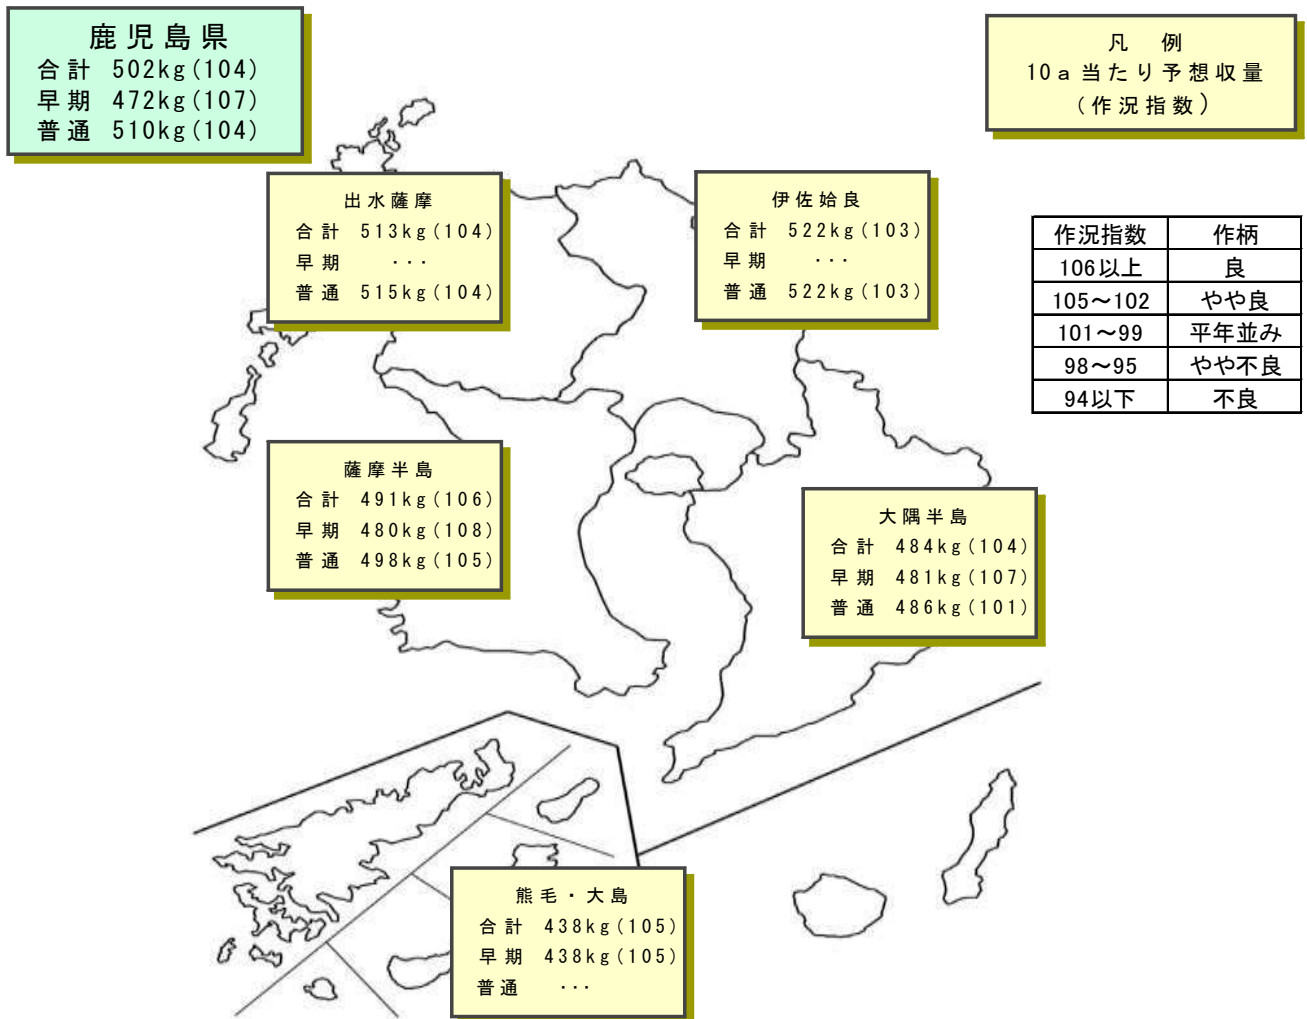 鹿児島県
合計 502kg(104)
早期 472kg(107)
普通 510kg(104)
凡 例
10a当たり予想収量
(作況指数)
出水薩摩
合計 513kg(104)
早期 ・・・
普通 515kg(104)
伊佐姶良
合計 522kg(103)
早期 ・・・
普通 522kg(103)
作況指数 作柄
106以上 良
105～102 やや良
101～99 平年並み
98～95 やや不良
94以下 不良
薩摩半島
合計 491kg(106)
早期 480kg(108)
普通 498kg(105)
大隅半島
合計 484kg(104)
早期 481kg(107)
普通 486kg(101)
熊毛・大島
合計 438kg(105)
早期 438kg(105)
普通 ・・・